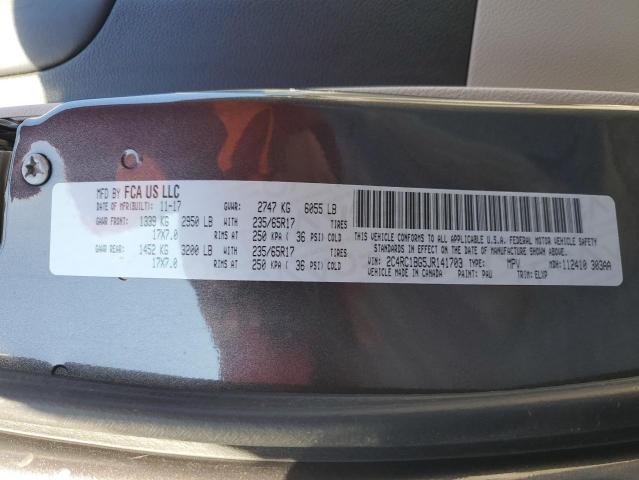 MFD BY FCA US LLC
DATE OF MFR(BUILT): 11-17 GVWR: 2747 KG 6055 LB
GAWR FRONT: 1339 KG 2950 LB WITH 235/65R17 TIRES
17X7.0 RIMS AT 250 KPA ( 36 PSI) COLD
GAWR REAR: 1452 KG 3200 LB WITH 235/65R17 TIRES
17X7.0 RIMS AT 250 KPA ( 36 PSI) COLD
THIS VEHICLE CONFORMS TO ALL APPLICABLE U.S.A. FEDERAL MOTOR VEHICLE SAFETY
STANDARDS IN EFFECT ON THE DATE OF MANUFACTURE SHOWN ABOVE.
VIN: 2C4RC1BG5JR141703 TYPE: MPV MDH: 112410 303AA
MADE IN CANADA PAINT: PAU TRIM: ELXP